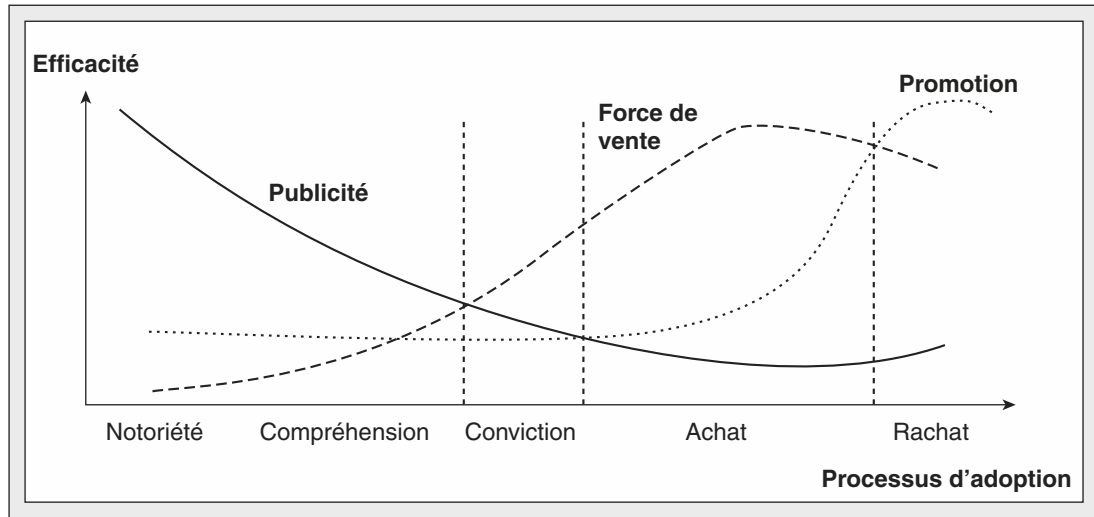 Efficacité
Promotion
Force de
vente
Publicité
Notoriété Compréhension Conviction Achat Rachat
Processus d'adoption